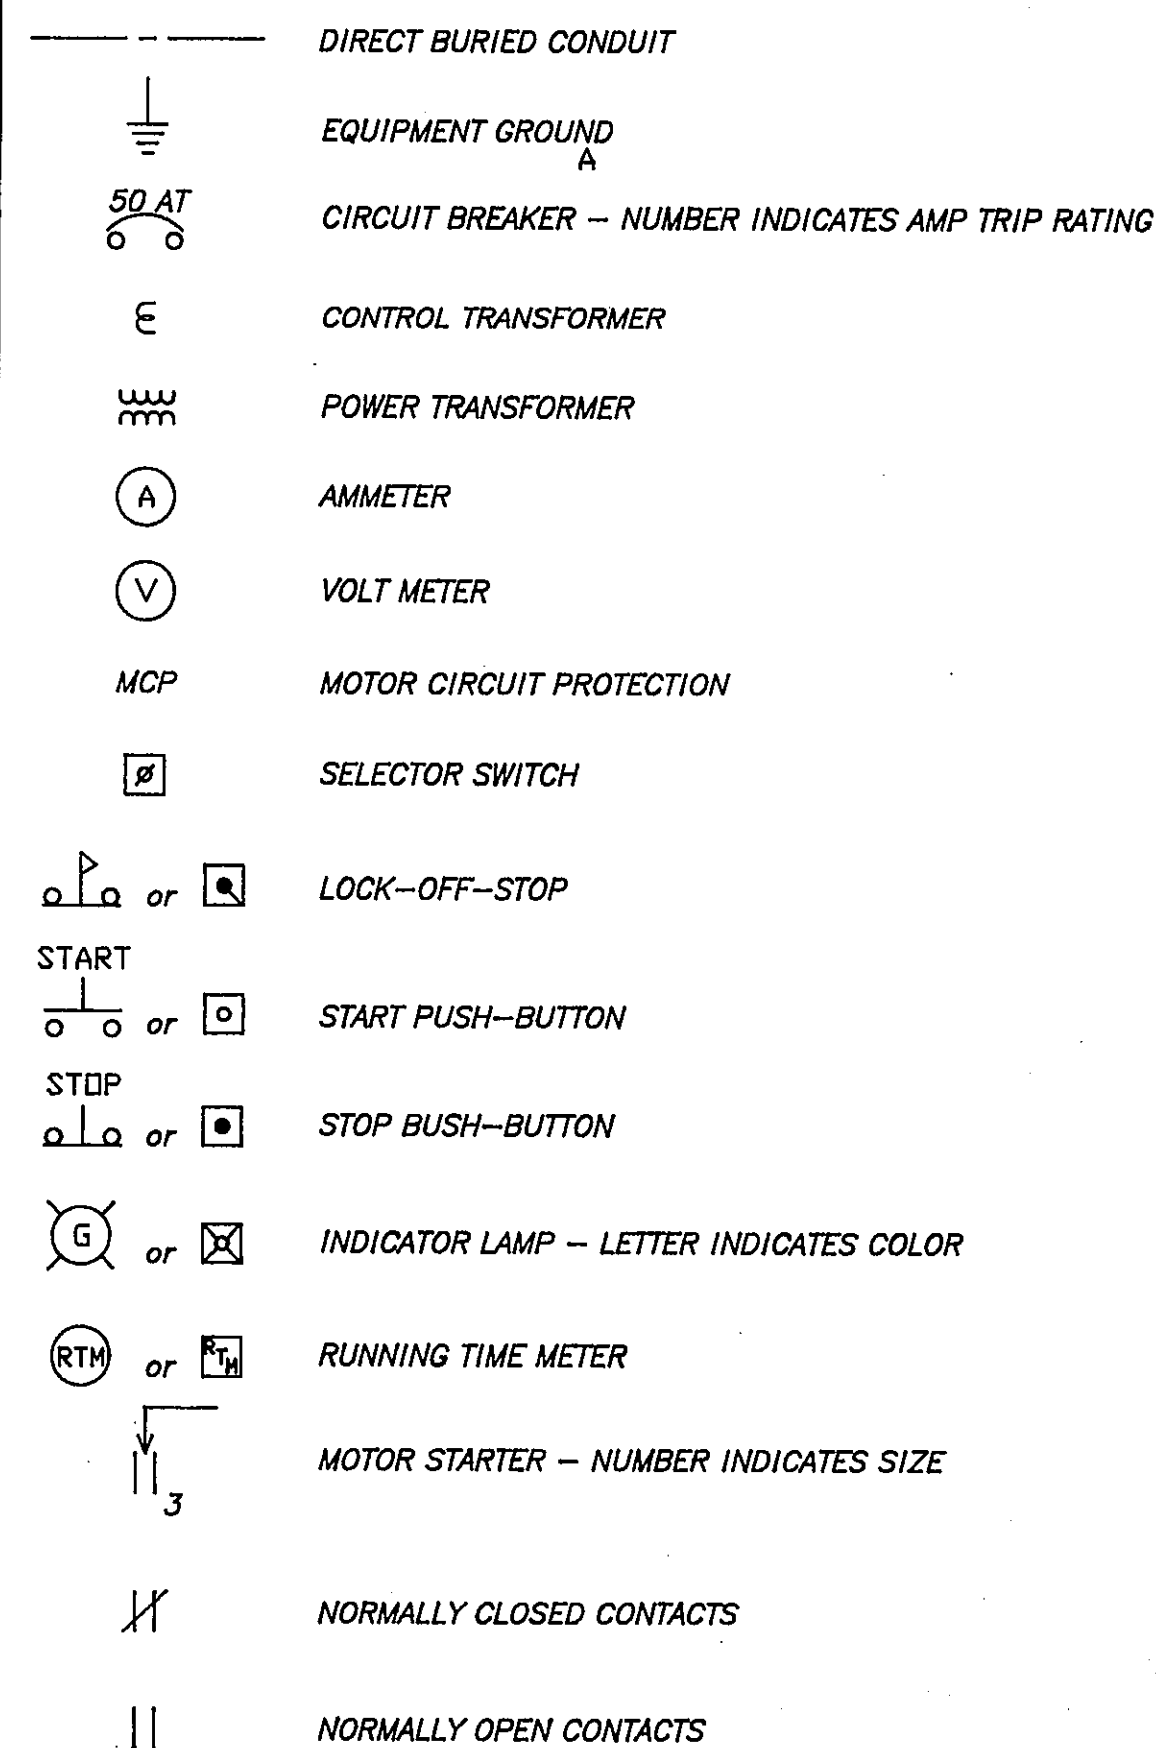 DIRECT BURIED CONDUIT
EQUIPMENT GROUND
A
50 AT
CIRCUIT BREAKER – NUMBER INDICATES AMP TRIP RATING
CONTROL TRANSFORMER
POWER TRANSFORMER
A AMMETER
V VOLT METER
MCP MOTOR CIRCUIT PROTECTION
SELECTOR SWITCH
or LOCK–OFF–STOP
START
or START PUSH–BUTTON
STOP
or STOP BUSH–BUTTON
G or INDICATOR LAMP – LETTER INDICATES COLOR
RTM or RTM RUNNING TIME METER
MOTOR STARTER – NUMBER INDICATES SIZE
3
NORMALLY CLOSED CONTACTS
NORMALLY OPEN CONTACTS